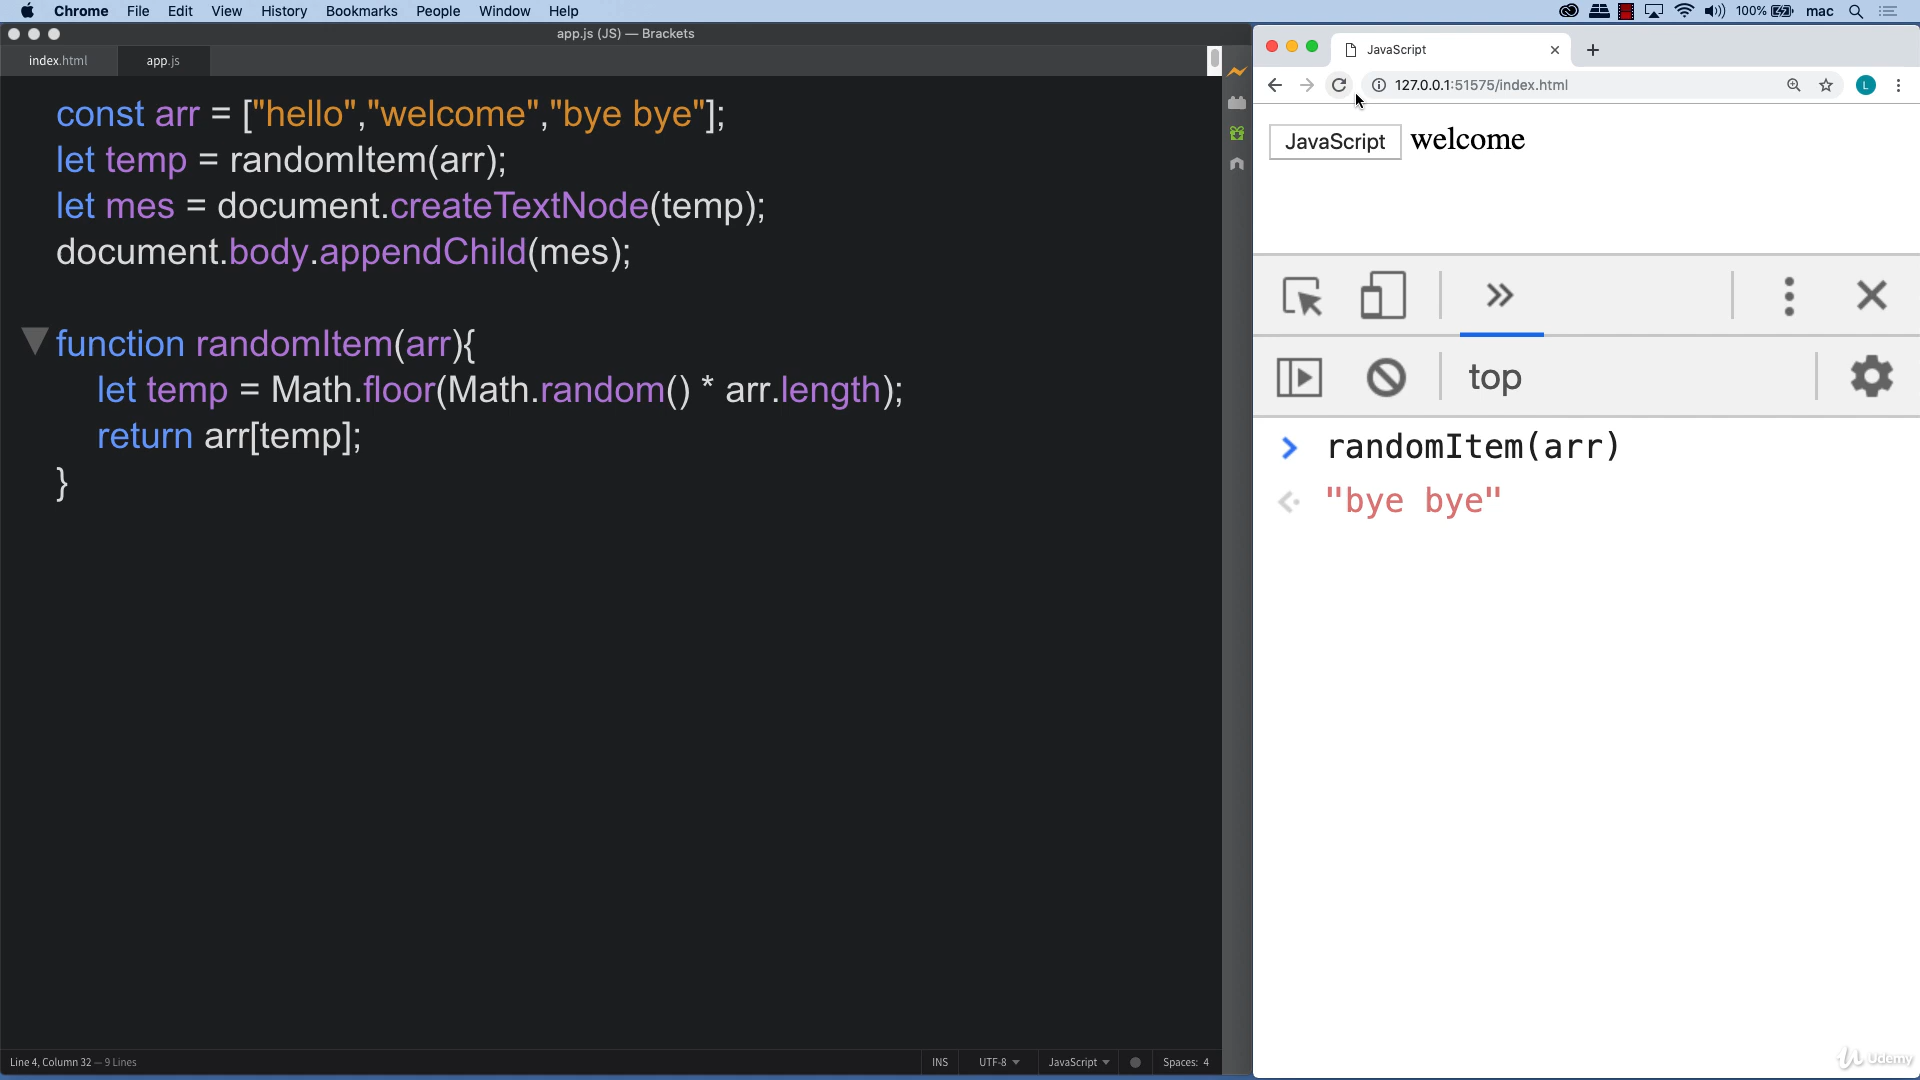 Chrome File Edit View History Bookmarks People Window Help 100% mac
app.js (JS) — Brackets
index.html app.js
const arr = ["hello","welcome","bye bye"];
let temp = randomItem(arr);
let mes = document.createTextNode(temp);
document.body.appendChild(mes);
function randomItem(arr){
let temp = Math.floor(Math.random() * arr.length);
return arr[temp];
}
Line 4, Column 32 — 9 Lines
INS UTF-8 JavaScript Spaces: 4
JavaScript
127.0.0.1:51575/index.html
L
JavaScript welcome
top
randomItem(arr)
"bye bye"
Udemy